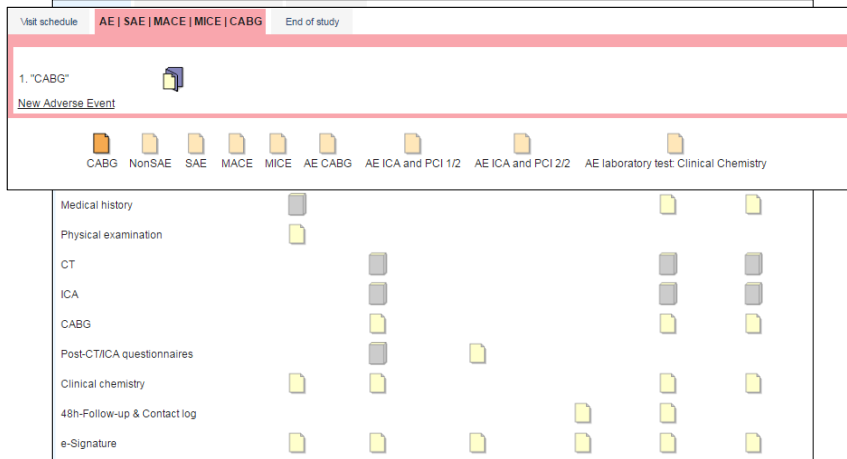 Visit schedule AE | SAE | MACE | MICE | CABG End of study
1. "CABG"
New Adverse Event
CABG NonSAE SAE MACE MICE AE CABG AE ICA and PCI 1/2 AE ICA and PCI 2/2 AE laboratory test: Clinical Chemistry
Medical history
Physical examination
CT
ICA
CABG
Post-CT/ICA questionnaires
Clinical chemistry
48h-Follow-up & Contact log
e-Signature